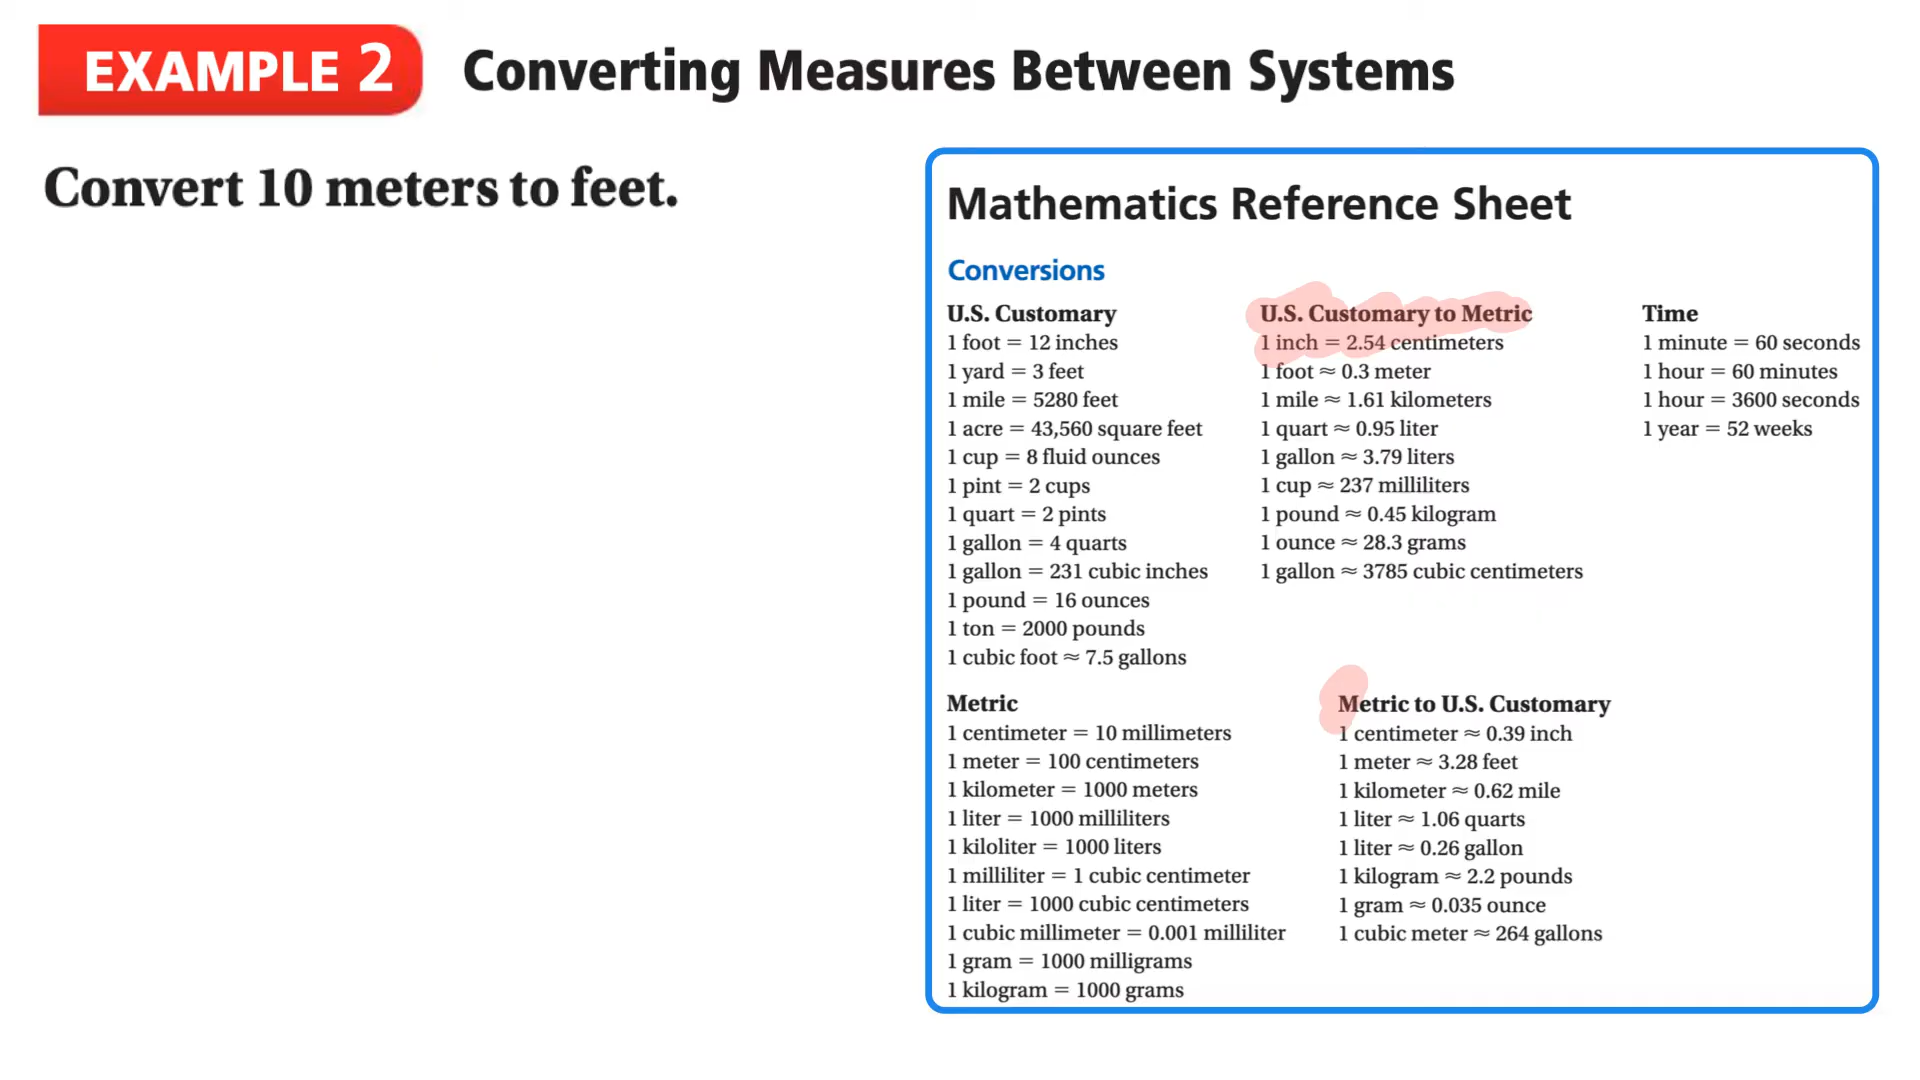 EXAMPLE 2 Converting Measures Between Systems
Convert 10 meters to feet.
Mathematics Reference Sheet
Conversions
U.S. Customary
1 foot = 12 inches
1 yard = 3 feet
1 mile = 5280 feet
1 acre = 43,560 square feet
1 cup = 8 fluid ounces
1 pint = 2 cups
1 quart = 2 pints
1 gallon = 4 quarts
1 gallon = 231 cubic inches
1 pound = 16 ounces
1 ton = 2000 pounds
1 cubic foot ≈ 7.5 gallons
U.S. Customary to Metric
1 inch = 2.54 centimeters
1 foot ≈ 0.3 meter
1 mile ≈ 1.61 kilometers
1 quart ≈ 0.95 liter
1 gallon ≈ 3.79 liters
1 cup ≈ 237 milliliters
1 pound ≈ 0.45 kilogram
1 ounce ≈ 28.3 grams
1 gallon ≈ 3785 cubic centimeters
Time
1 minute = 60 seconds
1 hour = 60 minutes
1 hour = 3600 seconds
1 year = 52 weeks
Metric
1 centimeter = 10 millimeters
1 meter = 100 centimeters
1 kilometer = 1000 meters
1 liter = 1000 milliliters
1 kiloliter = 1000 liters
1 milliliter = 1 cubic centimeter
1 liter = 1000 cubic centimeters
1 cubic millimeter = 0.001 milliliter
1 gram = 1000 milligrams
1 kilogram = 1000 grams
Metric to U.S. Customary
1 centimeter ≈ 0.39 inch
1 meter ≈ 3.28 feet
1 kilometer ≈ 0.62 mile
1 liter ≈ 1.06 quarts
1 liter ≈ 0.26 gallon
1 kilogram ≈ 2.2 pounds
1 gram ≈ 0.035 ounce
1 cubic meter ≈ 264 gallons